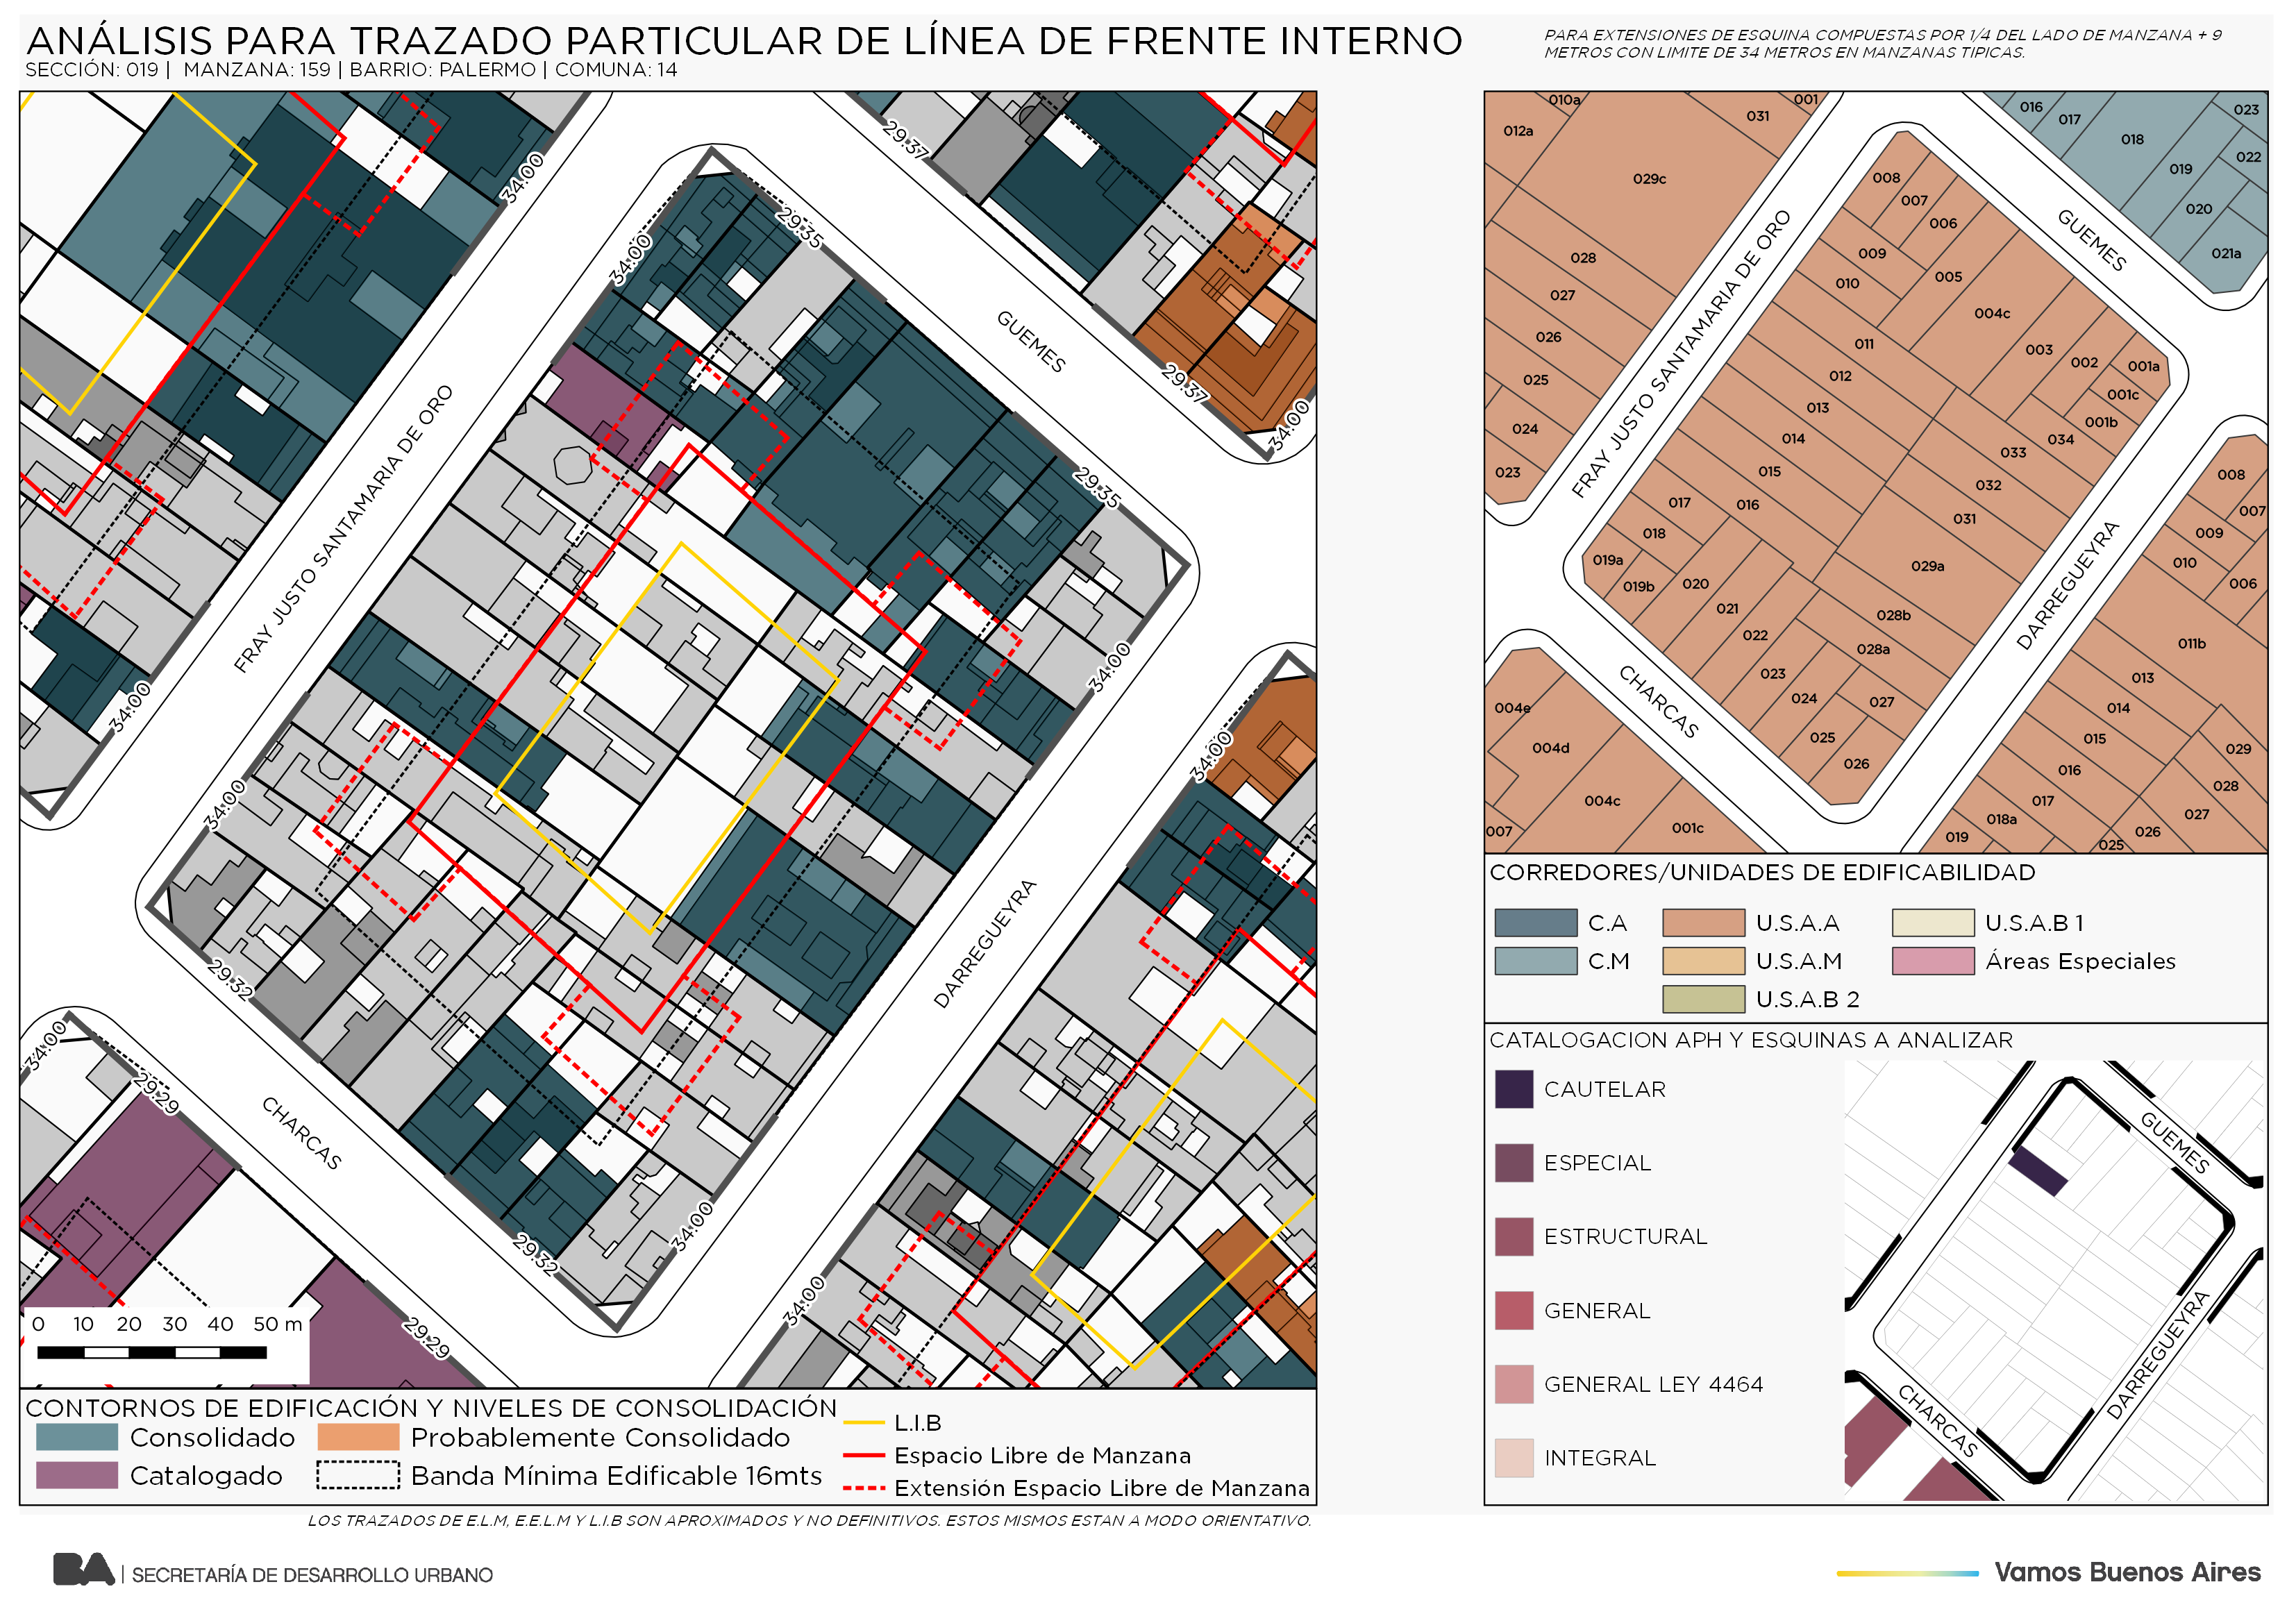 ANÁLISIS PARA TRAZADO PARTICULAR DE LÍNEA DE FRENTE INTERNO
SECCIÓN: 019 | MANZANA: 159 | BARRIO: PALERMO | COMUNA: 14
PARA EXTENSIONES DE ESQUINA COMPUESTAS POR 1/4 DEL LADO DE MANZANA + 9
METROS CON LIMITE DE 34 METROS EN MANZANAS TIPICAS.
34.00
29.37
29.35
34.00
GUEMES
29.37
34.00
FRAY JUSTO SANTAMARIA DE ORO
29.35
34.00
34.00
34.00
34.00
DARREGUEYRA
29.32
34.00
29.29
CHARCAS
34.00
29.32
34.00
29.29
0 10 20 30 40 50 m
CONTORNOS DE EDIFICACIÓN Y NIVELES DE CONSOLIDACIÓN
Consolidado
Probablemente Consolidado
Catalogado
Banda Mínima Edificable 16mts
L.I.B
Espacio Libre de Manzana
Extensión Espacio Libre de Manzana
LOS TRAZADOS DE E.L.M, E.E.L.M Y L.I.B SON APROXIMADOS Y NO DEFINITIVOS. ESTOS MISMOS ESTAN A MODO ORIENTATIVO.
010a
001
031
012a
029c
016
017
018
023
022
019
020
021a
008
007
006
009
010
005
004c
GUEMES
FRAY JUSTO SANTAMARIA DE ORO
028
027
026
025
024
023
011
012
013
014
015
016
017
018
019a
019b
003
002
001a
001c
001b
034
033
032
031
029a
028b
028a
020
021
022
023
024
025
027
026
DARREGUEYRA
CHARCAS
008
007
009
010
006
011b
013
014
015
016
017
018a
019
029
028
027
026
025
004e
004d
004c
007
001c
CORREDORES/UNIDADES DE EDIFICABILIDAD
C.A
U.S.A.A
U.S.A.B 1
C.M
U.S.A.M
Áreas Especiales
U.S.A.B 2
CATALOGACION APH Y ESQUINAS A ANALIZAR
CAUTELAR
ESPECIAL
ESTRUCTURAL
GENERAL
GENERAL LEY 4464
INTEGRAL
GUEMES
DARREGUEYRA
CHARCAS
BA | SECRETARÍA DE DESARROLLO URBANO
Vamos Buenos Aires